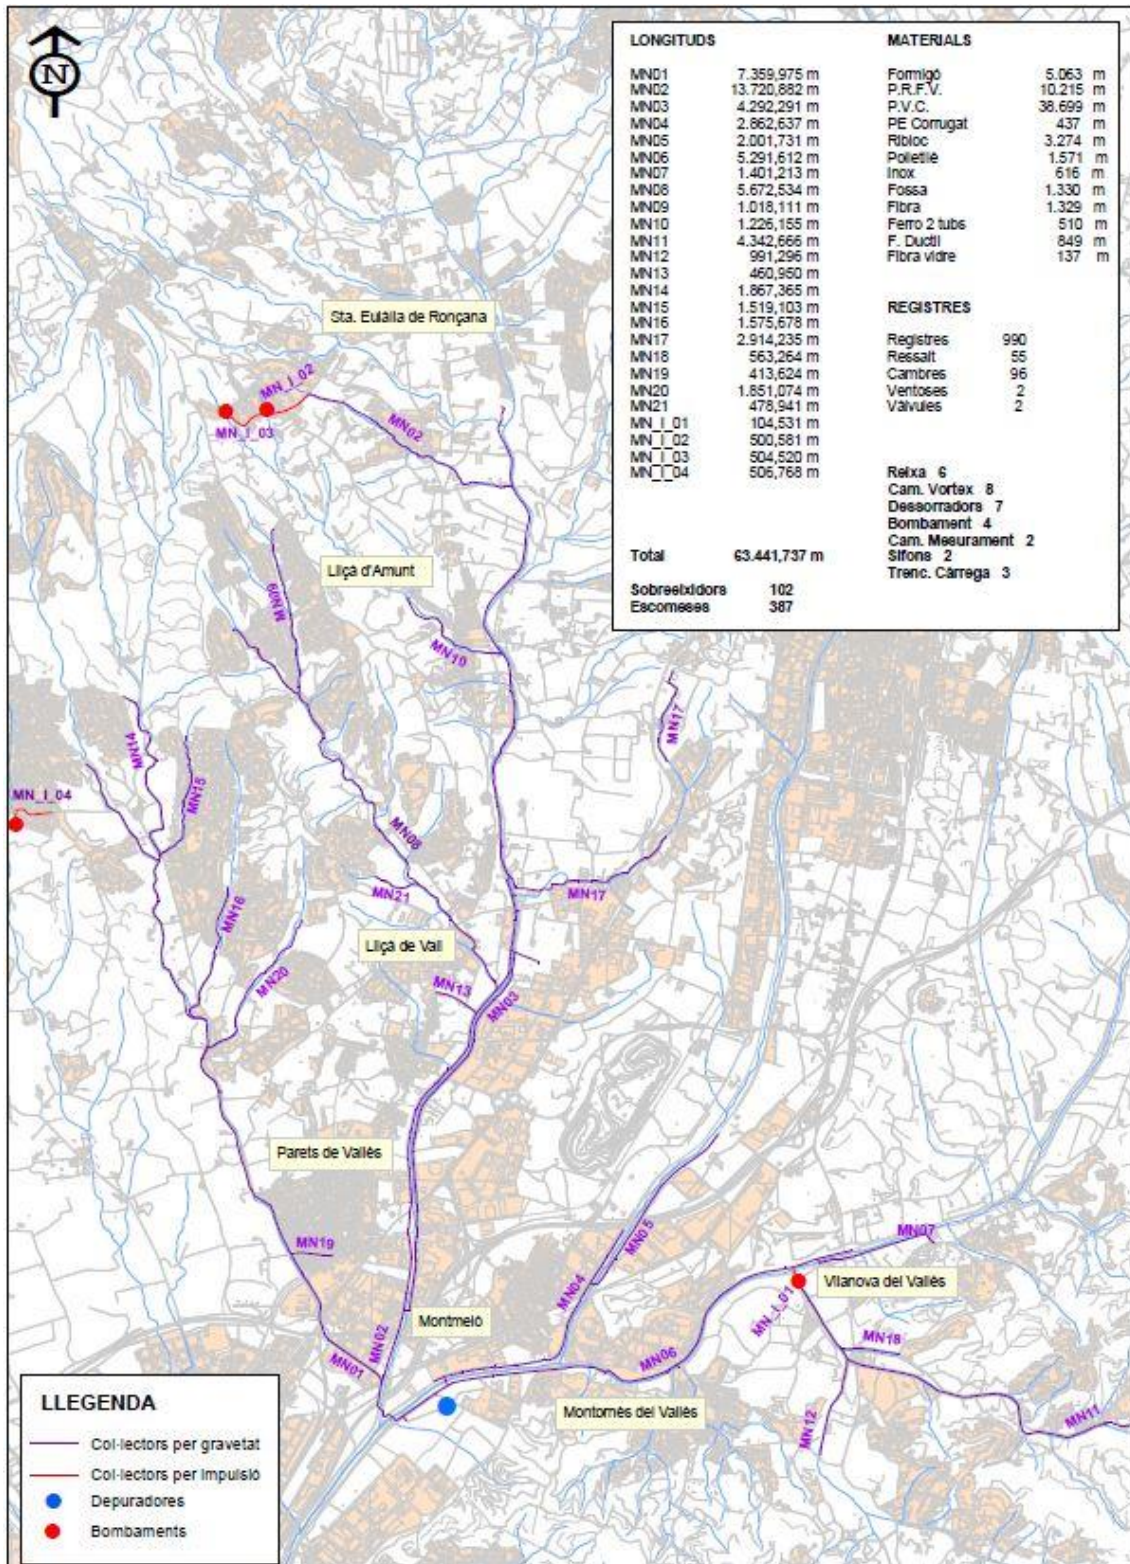 N
LONGITUDS
MN01 7.359,975 m
MN02 13.720,882 m
MN03 4.292,291 m
MN04 2.862,637 m
MN05 2.001,731 m
MN06 5.291,612 m
MN07 1.401,213 m
MN08 5.672,534 m
MN09 1.018,111 m
MN10 1.226,155 m
MN11 4.342,666 m
MN12 991,296 m
MN13 460,950 m
MN14 1.867,365 m
MN15 1.519,103 m
MN16 1.575,678 m
MN17 2.914,235 m
MN18 563,264 m
MN19 413,624 m
MN20 1.851,074 m
MN21 478,941 m
MN_I_01 104,531 m
MN_I_02 500,581 m
MN_I_03 504,520 m
MN_I_04 506,768 m
Total 63.441,737 m
Sobreeixidors 102
Escomeses 387
MATERIALS
Formigó 5.063 m
P.R.F.V. 10.215 m
P.V.C. 38.699 m
PE Corrugat 437 m
Ribloc 3.274 m
Polietilè 1.571 m
Inox 616 m
Fossa 1.330 m
Fibra 1.329 m
Ferro 2 tubs 510 m
F. Ductil 849 m
Fibra vidre 137 m
REGISTRES
Registres 990
Ressalt 55
Cambres 96
Ventoses 2
Vàlvules 2
Reixa 6
Cam. Vortex 8
Dessorradors 7
Bombament 4
Cam. Mesurament 2
Sifons 2
Trenc. Càrrega 3
Sta. Eulàlia de Ronçana
MN_I_02
MN_I_03
MN02
MN09
Lliçà d'Amunt
MN10
MN17
MN14
MN15
MN_I_04
MN08
MN21
MN17
MN16
Lliçà de Vall
MN20
MN13
MN03
Parets de Vallès
MN19
MN05
MN07
MN04
Vilanova del Vallès
Montmeló
MN_I_01
MN02
MN18
MN01
MN06
Montornès del Vallès
MN12
MN11
LLEGENDA
Col·lectors per gravetat
Col·lectors per impulsió
Depuradores
Bombaments